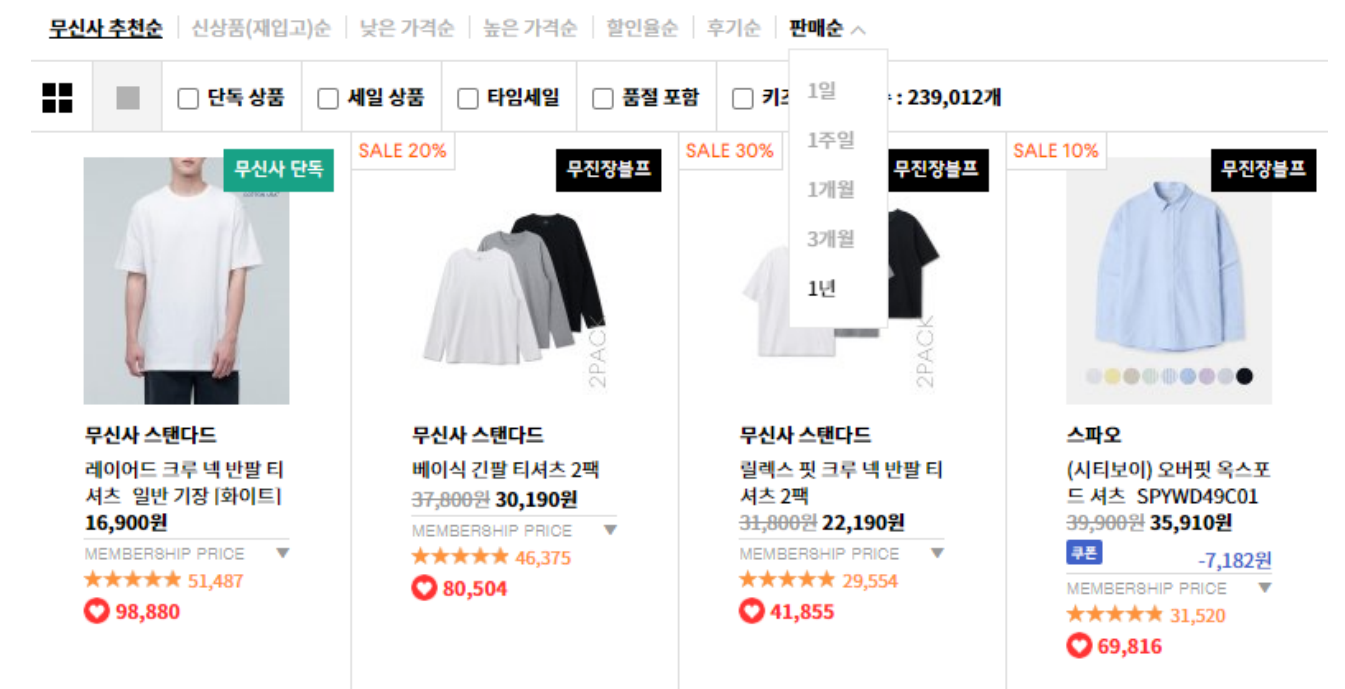 무신사 추천순
신상품(재입고)순
낮은 가격순
높은 가격순
할인율순
후기순
판매순
1일
1주일
1개월
3개월
1년
단독 상품
세일 상품
타임세일
품절 포함
: 239,012개
무신사 단독
무신사 스탠다드
레이어드 크루 넥 반팔 티
셔츠 일반 기장 [화이트]
16,900원
MEMBERSHIP PRICE ▼
★★★★★ 51,487
98,880
SALE 20%
무진장블프
2PACK
무신사 스탠다드
베이식 긴팔 티셔츠 2팩
37,800원 30,190원
MEMBERSHIP PRICE ▼
★★★★★ 46,375
80,504
SALE 30%
무진장블프
2PACK
무신사 스탠다드
릴렉스 핏 크루 넥 반팔 티
셔츠 2팩
31,800원 22,190원
MEMBERSHIP PRICE ▼
★★★★★ 29,554
41,855
SALE 10%
무진장블프
스파오
(시티보이) 오버핏 옥스포
드 셔츠 SPYWD49C01
39,900원 35,910원
쿠폰 -7,182원
MEMBERSHIP PRICE ▼
★★★★★ 31,520
69,816